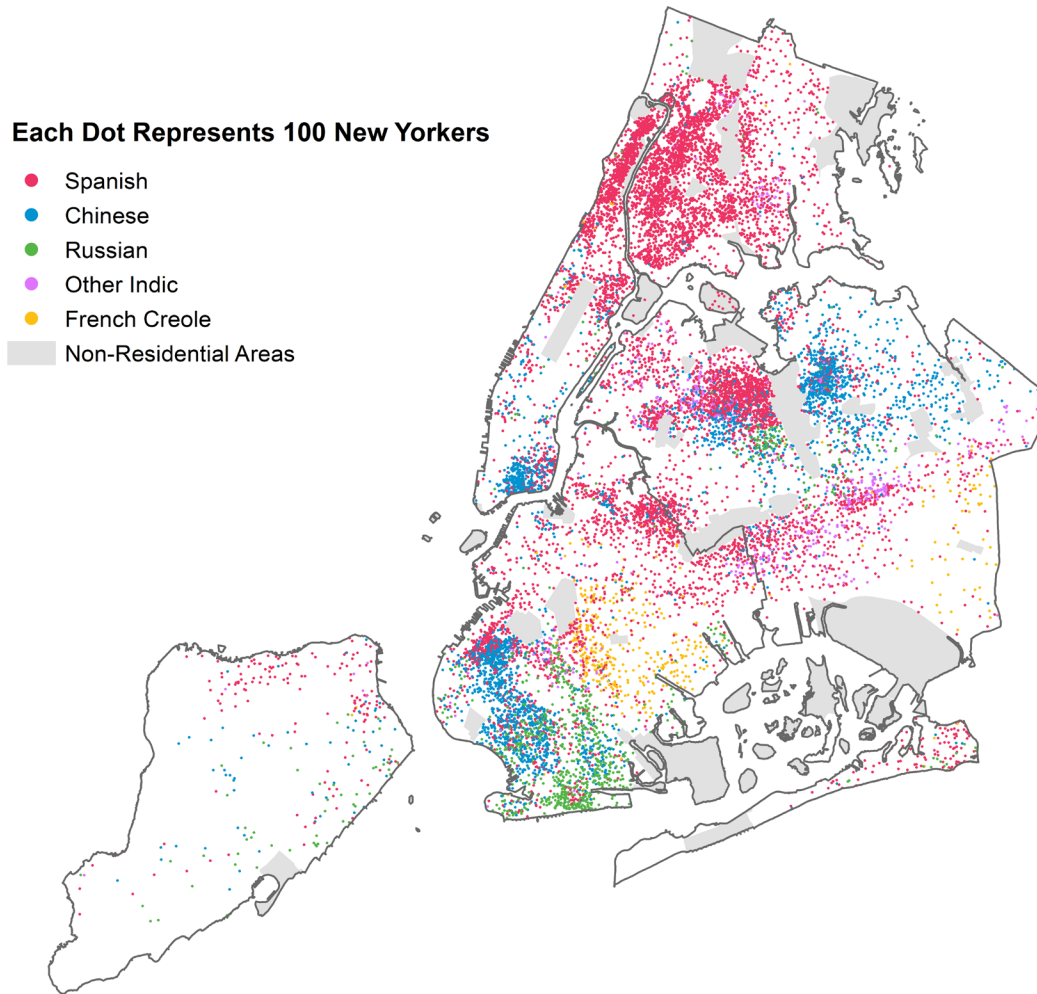 Each Dot Represents 100 New Yorkers
Spanish
Chinese
Russian
Other Indic
French Creole
Non-Residential Areas